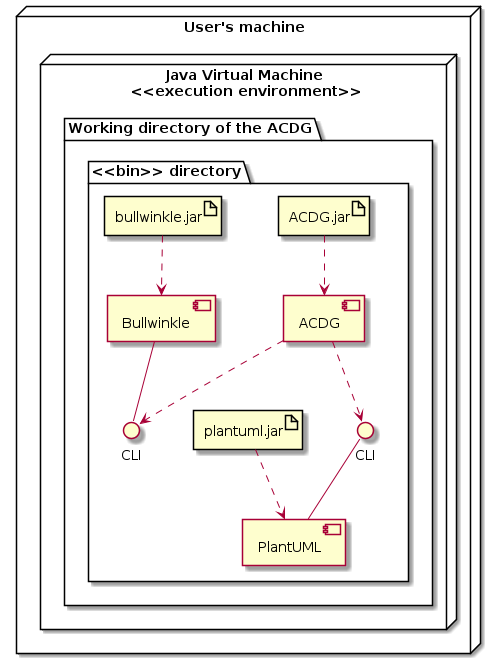 User's machine
Java Virtual Machine
<<execution environment>>
Working directory of the ACDG
<<bin>> directory
bullwinkle.jar
ACDG.jar
Bullwinkle
ACDG
plantuml.jar
CLI
CLI
PlantUML